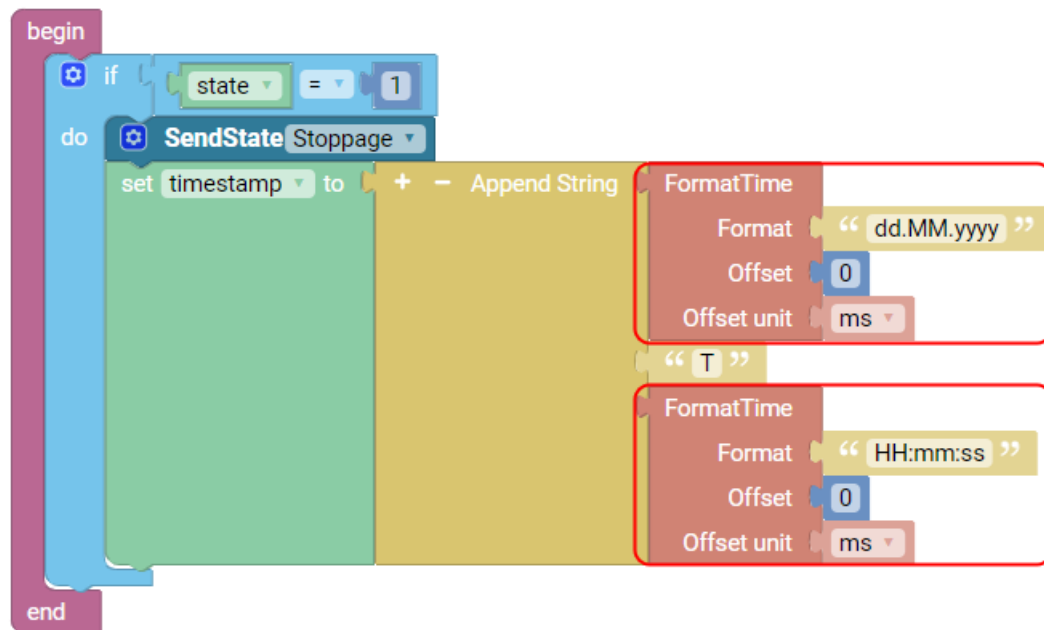 begin
if state = 1
do SendState Stoppage
set timestamp to + − Append String FormatTime
Format “ dd.MM.yyyy ”
Offset 0
Offset unit ms
“ T ”
FormatTime
Format “ HH:mm:ss ”
Offset 0
Offset unit ms
end